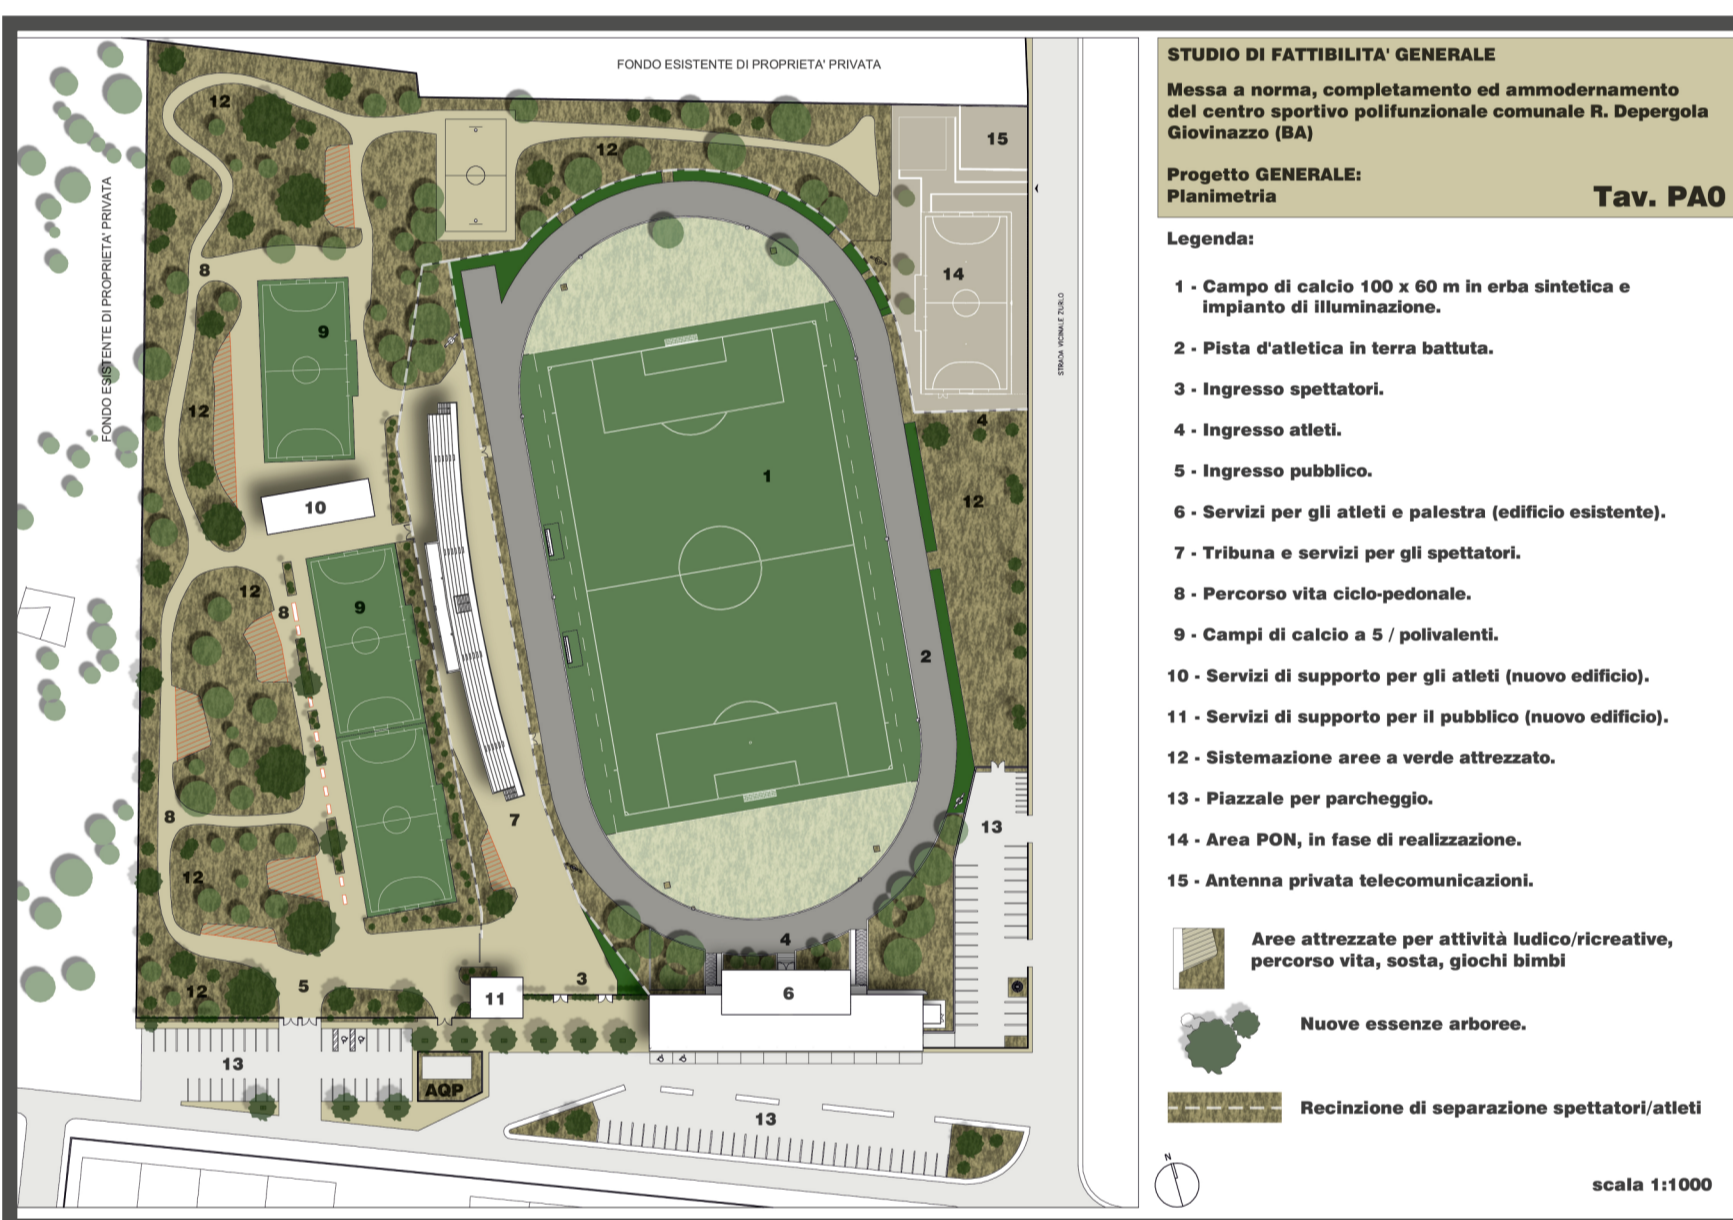 FONDO ESISTENTE DI PROPRIETA' PRIVATA
FONDO ESISTENTE DI PROPRIETA' PRIVATA
STRADA VICINALE ZURLO
12
12
15
8
14
9
4
12
12
1
10
12
8
9
2
8
7
13
12
4
12
5
3
11
6
13
AQP
13
STUDIO DI FATTIBILITA' GENERALE
Messa a norma, completamento ed ammodernamento
del centro sportivo polifunzionale comunale R. Depergola
Giovinazzo (BA)
Progetto GENERALE:
Planimetria
Tav. PA0
Legenda:
1 - Campo di calcio 100 x 60 m in erba sintetica e
impianto di illuminazione.
2 - Pista d'atletica in terra battuta.
3 - Ingresso spettatori.
4 - Ingresso atleti.
5 - Ingresso pubblico.
6 - Servizi per gli atleti e palestra (edificio esistente).
7 - Tribuna e servizi per gli spettatori.
8 - Percorso vita ciclo-pedonale.
9 - Campi di calcio a 5 / polivalenti.
10 - Servizi di supporto per gli atleti (nuovo edificio).
11 - Servizi di supporto per il pubblico (nuovo edificio).
12 - Sistemazione aree a verde attrezzato.
13 - Piazzale per parcheggio.
14 - Area PON, in fase di realizzazione.
15 - Antenna privata telecomunicazioni.
Aree attrezzate per attività ludico/ricreative,
percorso vita, sosta, giochi bimbi
Nuove essenze arboree.
Recinzione di separazione spettatori/atleti
N
scala 1:1000